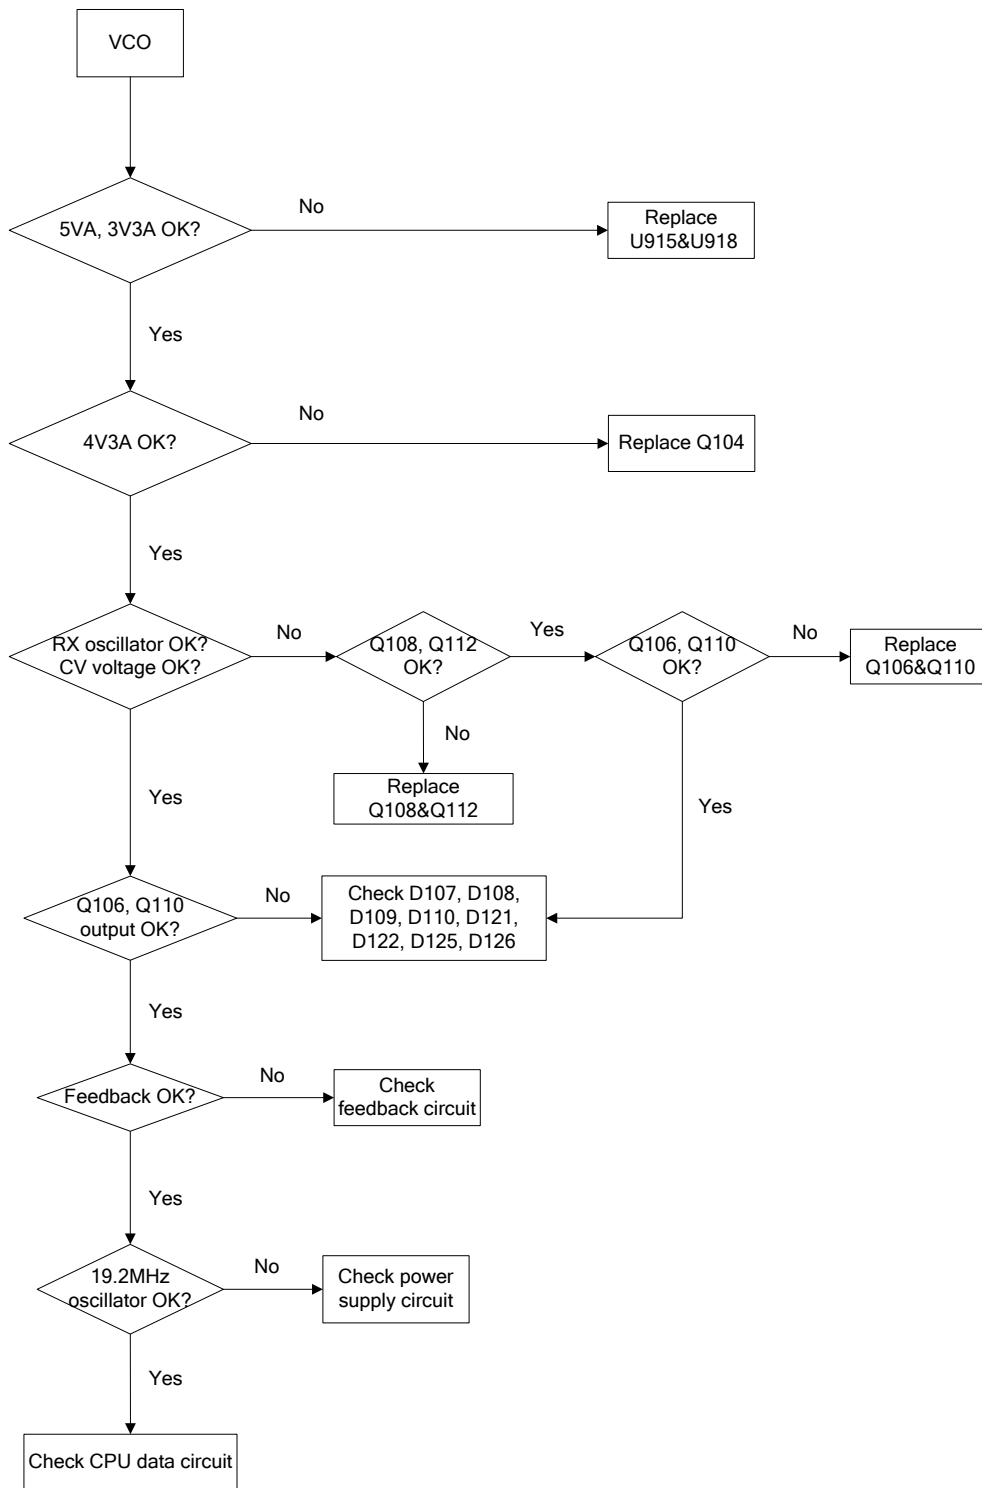 VCO
5VA, 3V3A OK?
No
Replace
U915&U918
Yes
4V3A OK?
No
Replace Q104
Yes
RX oscillator OK?
CV voltage OK?
No
Q108, Q112
OK?
Yes
Q106, Q110
OK?
No
Replace
Q106&Q110
No
Replace
Q108&Q112
Yes
Yes
Q106, Q110
output OK?
No
Check D107, D108,
D109, D110, D121,
D122, D125, D126
Yes
Feedback OK?
No
Check
feedback circuit
Yes
19.2MHz
oscillator OK?
No
Check power
supply circuit
Yes
Check CPU data circuit